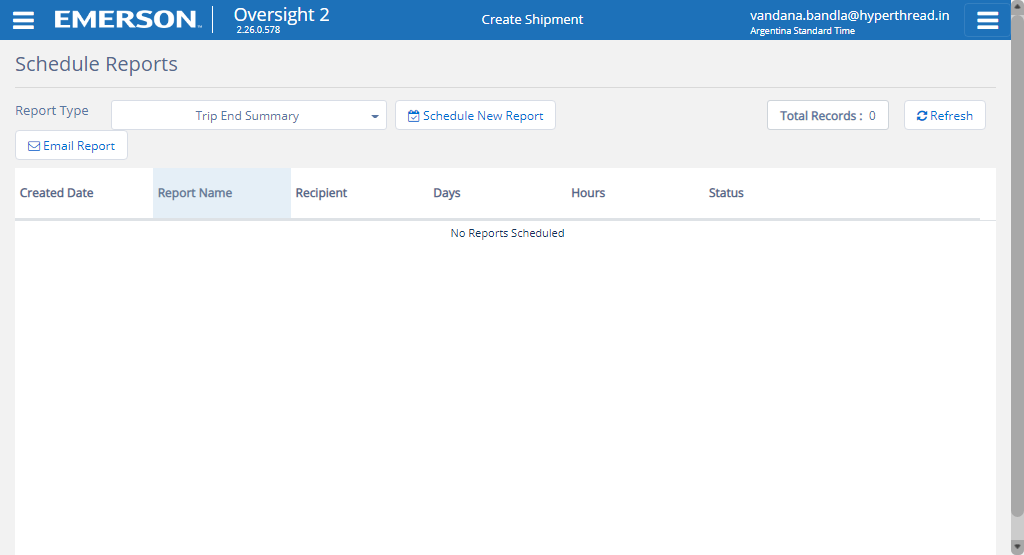 EMERSON
Oversight 2
2.26.0.578
Create Shipment
vandana.bandla@hyperthread.in
Argentina Standard Time
Schedule Reports
Report Type
Trip End Summary
Schedule New Report
Total Records : 0
Refresh
Email Report
Created Date Report Name Recipient Days Hours Status
No Reports Scheduled